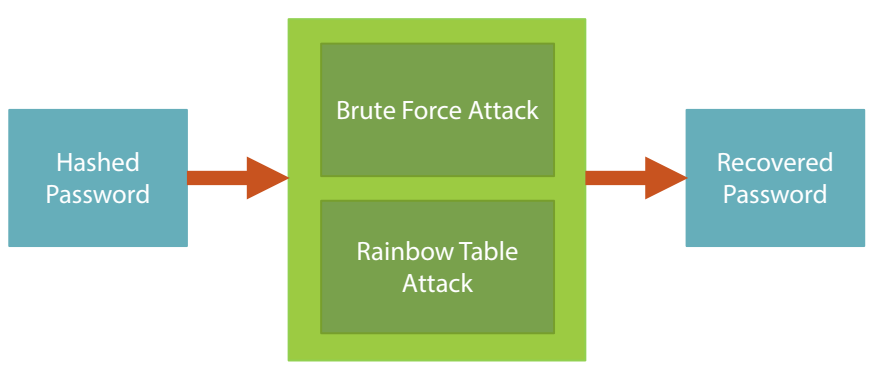 Hashed
Password
Brute Force Attack
Rainbow Table
Attack
Recovered
Password